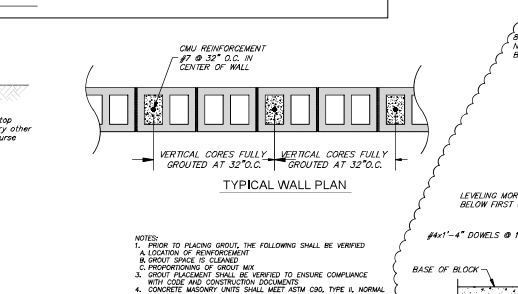 CMU REINFORCEMENT
#7 @ 32" O.C. IN
CENTER OF WALL
top
ry other
urse
VERTICAL CORES FULLY
GROUTED AT 32"O.C.
VERTICAL CORES FULLY
GROUTED AT 32"O.C.
TYPICAL WALL PLAN
NOTES:
1. PRIOR TO PLACING GROUT, THE FOLLOWING SHALL BE VERIFIED
A. LOCATION OF REINFORCEMENT
B. GROUT SPACE IS CLEANED
C. PROPORTIONING OF GROUT MIX
3. GROUT PLACEMENT SHALL BE VERIFIED TO ENSURE COMPLIANCE
WITH CODE AND CONSTRUCTION DOCUMENTS
4. CONCRETE MASONRY UNITS SHALL MEET ASTM C90, TYPE II, NORMAL
B
N
B
LEVELING MOR
BELOW FIRST
#4x1'-4" DOWELS @ 1
BASE OF BLOCK